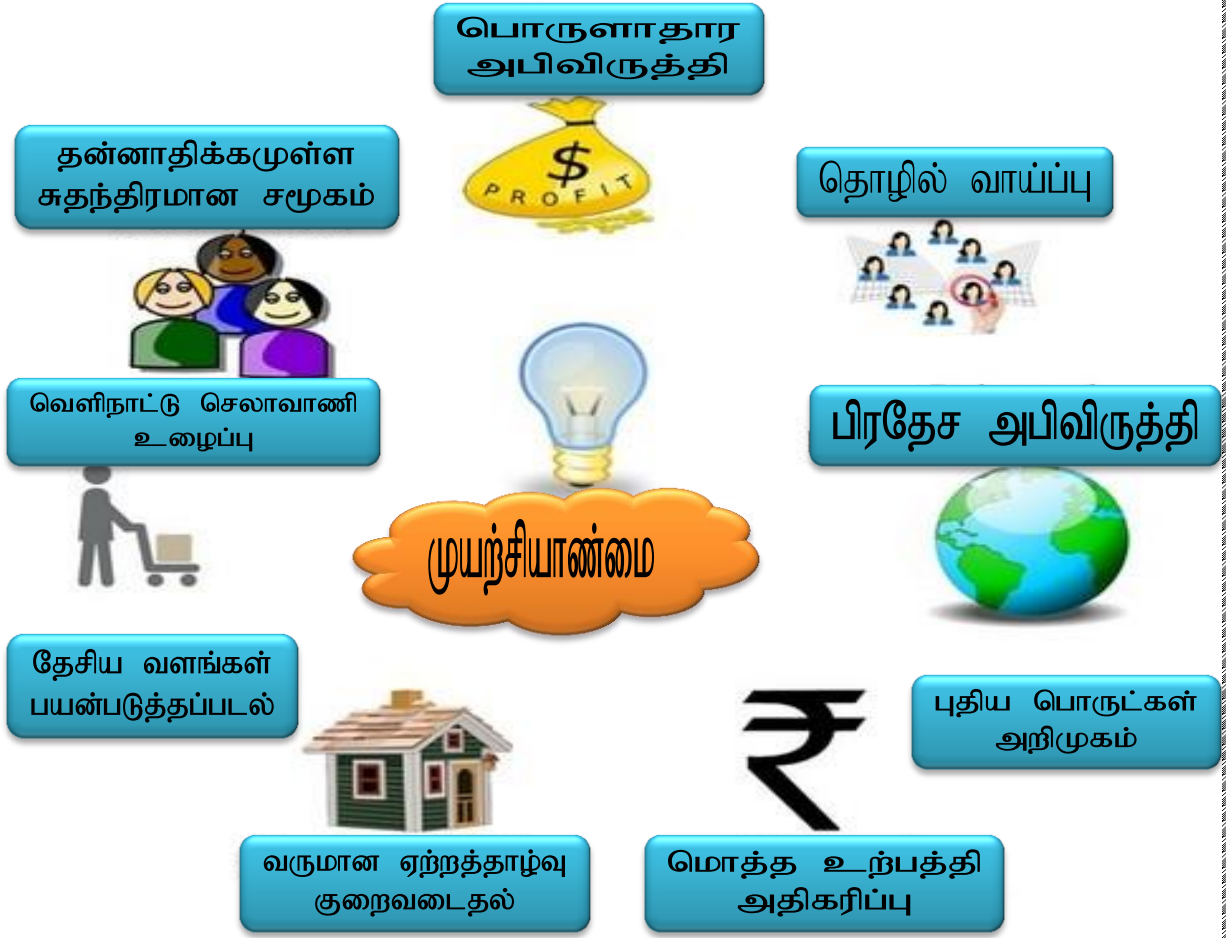 பொருளாதார
அபிவிருத்தி
$
PROFIT
தன்னாதிக்கமுள்ள
சுதந்திரமான சமூகம்
தொழில் வாய்ப்பு
வெளிநாட்டு செலாவாணி
உழைப்பு
பிரதேச அபிவிருத்தி
முயற்சியாண்மை
தேசிய வளங்கள்
பயன்படுத்தப்படல்
புதிய பொருட்கள்
அறிமுகம்
₹
வருமான ஏற்றத்தாழ்வு
குறைவடைதல்
மொத்த உற்பத்தி
அதிகரிப்பு